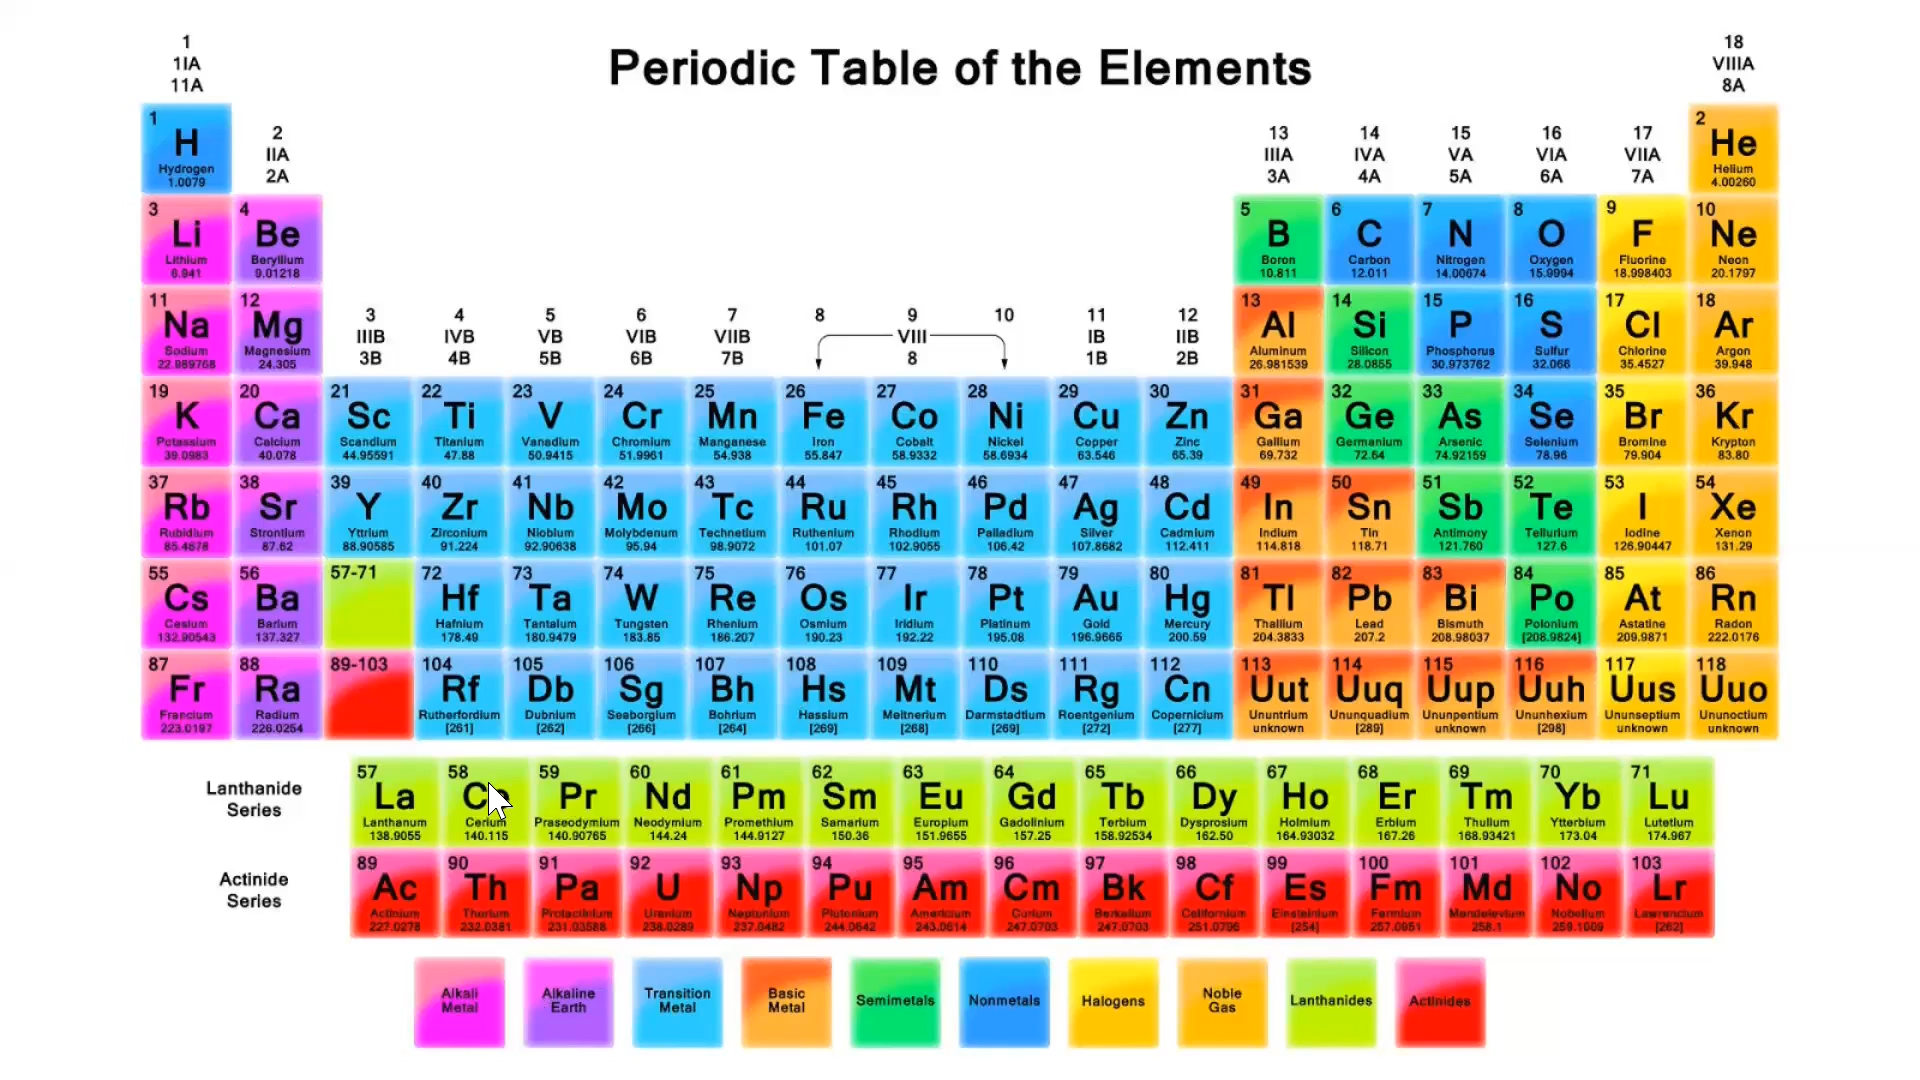 Periodic Table of the Elements
1
1IA
11A
18
VIIIA
8A
1
H
Hydrogen
1.0079
2
IIA
2A
13
IIIA
3A
14
IVA
4A
15
VA
5A
16
VIA
6A
17
VIIA
7A
2
He
Helium
4.00260
3
Li
Lithium
6.941
4
Be
Beryllium
9.01218
5
B
Boron
10.811
6
C
Carbon
12.011
7
N
Nitrogen
14.00674
8
O
Oxygen
15.9994
9
F
Fluorine
18.998403
10
Ne
Neon
20.1797
11
Na
Sodium
22.989768
12
Mg
Magnesium
24.305
3
IIIB
3B
4
IVB
4B
5
VB
5B
6
VIB
6B
7
VIIB
7B
8
9
10
VIII
8
11
IB
1B
12
IIB
2B
13
Al
Aluminum
26.981539
14
Si
Silicon
28.0855
15
P
Phosphorus
30.973762
16
S
Sulfur
32.066
17
Cl
Chlorine
35.4527
18
Ar
Argon
39.948
19
K
Potassium
39.0983
20
Ca
Calcium
40.078
21
Sc
Scandium
44.95591
22
Ti
Titanium
47.88
23
V
Vanadium
50.9415
24
Cr
Chromium
51.9961
25
Mn
Manganese
54.938
26
Fe
Iron
55.847
27
Co
Cobalt
58.9332
28
Ni
Nickel
58.6934
29
Cu
Copper
63.546
30
Zn
Zinc
65.39
31
Ga
Gallium
69.732
32
Ge
Germanium
72.64
33
As
Arsenic
74.92159
34
Se
Selenium
78.96
35
Br
Bromine
79.904
36
Kr
Krypton
83.80
37
Rb
Rubidium
85.4678
38
Sr
Strontium
87.62
39
Y
Yttrium
88.90585
40
Zr
Zirconium
91.224
41
Nb
Niobium
92.90638
42
Mo
Molybdenum
95.94
43
Tc
Technetium
98.9072
44
Ru
Ruthenium
101.07
45
Rh
Rhodium
102.9055
46
Pd
Palladium
106.42
47
Ag
Silver
107.8682
48
Cd
Cadmium
112.411
49
In
Indium
114.818
50
Sn
Tin
118.71
51
Sb
Antimony
121.760
52
Te
Tellurium
127.6
53
I
Iodine
126.90447
54
Xe
Xenon
131.29
55
Cs
Cesium
132.90543
56
Ba
Barium
137.327
57-71
72
Hf
Hafnium
178.49
73
Ta
Tantalum
180.9479
74
W
Tungsten
183.85
75
Re
Rhenium
186.207
76
Os
Osmium
190.23
77
Ir
Iridium
192.22
78
Pt
Platinum
195.08
79
Au
Gold
196.9665
80
Hg
Mercury
200.59
81
Tl
Thallium
204.3833
82
Pb
Lead
207.2
83
Bi
Bismuth
208.98037
84
Po
Polonium
[208.9824]
85
At
Astatine
209.9871
86
Rn
Radon
222.0176
87
Fr
Francium
223.0197
88
Ra
Radium
226.0254
89-103
104
Rf
Rutherfordium
[261]
105
Db
Dubnium
[262]
106
Sg
Seaborgium
[266]
107
Bh
Bohrium
[264]
108
Hs
Hassium
[269]
109
Mt
Meitnerium
[268]
110
Ds
Darmstadtium
[269]
111
Rg
Roentgenium
[272]
112
Cn
Copernicium
[277]
113
Uut
Ununtrium
unknown
114
Uuq
Ununquadium
[289]
115
Uup
Ununpentium
unknown
116
Uuh
Ununhexium
[298]
117
Uus
Ununseptium
unknown
118
Uuo
Ununoctium
unknown
Lanthanide
Series
57
La
Lanthanum
138.9055
58
Cerium
140.115
59
Pr
Praseodymium
140.90765
60
Nd
Neodymium
144.24
61
Pm
Promethium
144.9127
62
Sm
Samarium
150.36
63
Eu
Europium
151.9655
64
Gd
Gadolinium
157.25
65
Tb
Terbium
158.92534
66
Dy
Dysprosium
162.50
67
Ho
Holmium
164.93032
68
Er
Erbium
167.26
69
Tm
Thulium
168.93421
70
Yb
Ytterbium
173.04
71
Lu
Lutetium
174.967
Actinide
Series
89
Ac
Actinium
227.0278
90
Th
Thorium
232.0381
91
Pa
Protactinium
231.03588
92
U
Uranium
238.0289
93
Np
Neptunium
237.0482
94
Pu
Plutonium
244.0642
95
Am
Americium
243.0614
96
Cm
Curium
247.0703
97
Bk
Berkelium
247.0703
98
Cf
Californium
251.0796
99
Es
Einsteinium
[254]
100
Fm
Fermium
257.0951
101
Md
Mendelevium
258.1
102
No
Nobelium
259.1009
103
Lr
Lawrencium
[262]
Alkali
Metal
Alkaline
Earth
Transition
Metal
Basic
Metal
Semimetals
Nonmetals
Halogens
Noble
Gas
Lanthanides
Actinides